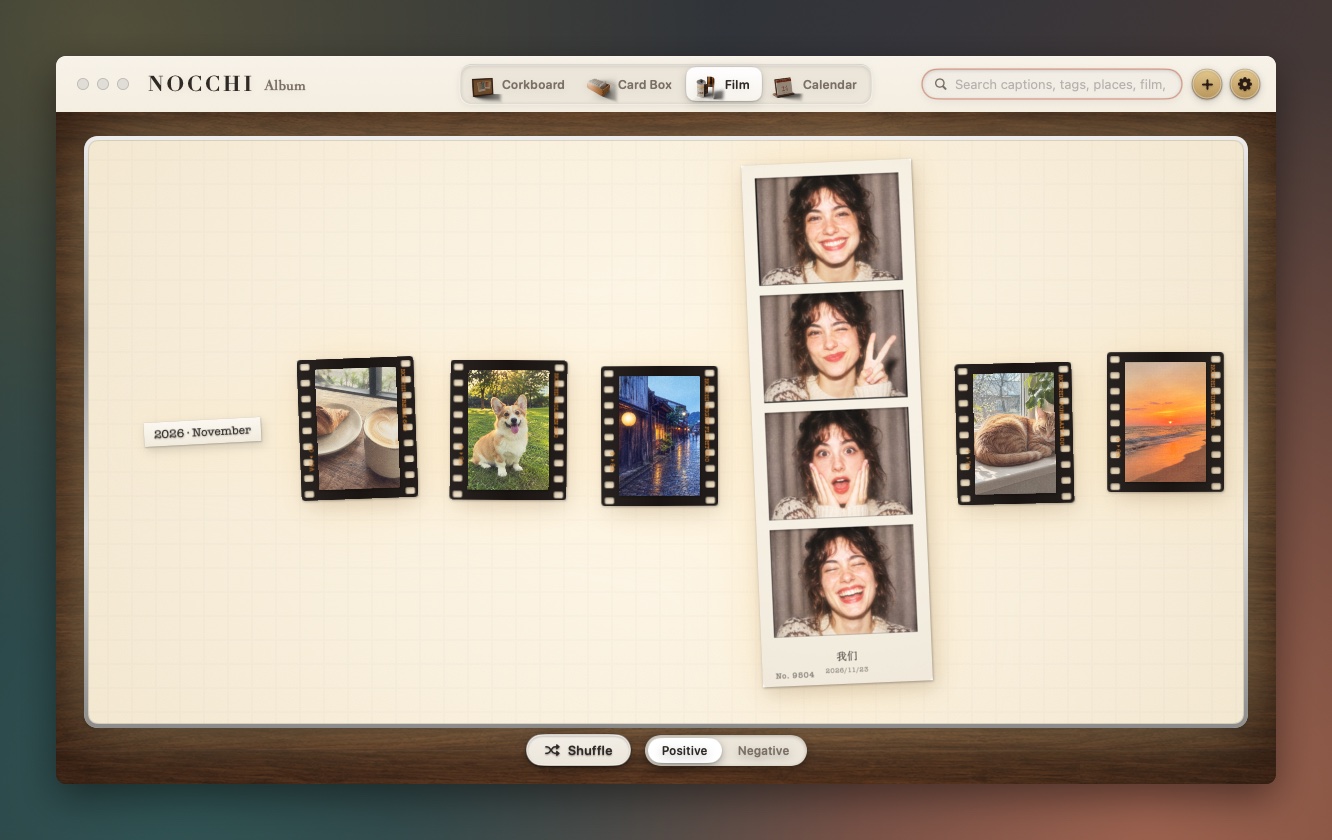 NOCCHI Album
Corkboard
Card Box
Film
Calendar
Search captions, tags, places, film,
2026 · November
我们
2026/11/23
No. 9804
Shuffle
Positive
Negative